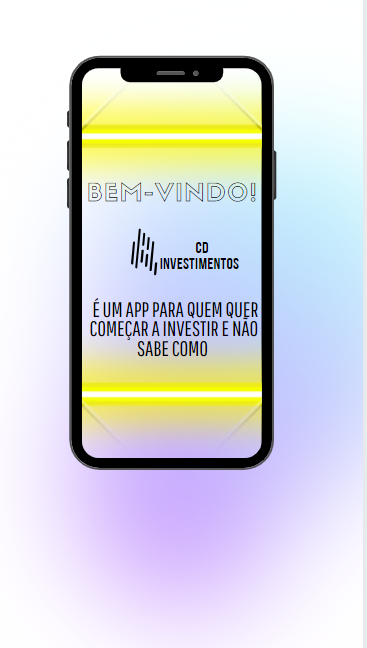 BEM-VINDO!
CD
INVESTIMENTOS
É UM APP PARA QUEM QUER
COMEÇAR A INVESTIR E NÃO
SABE COMO